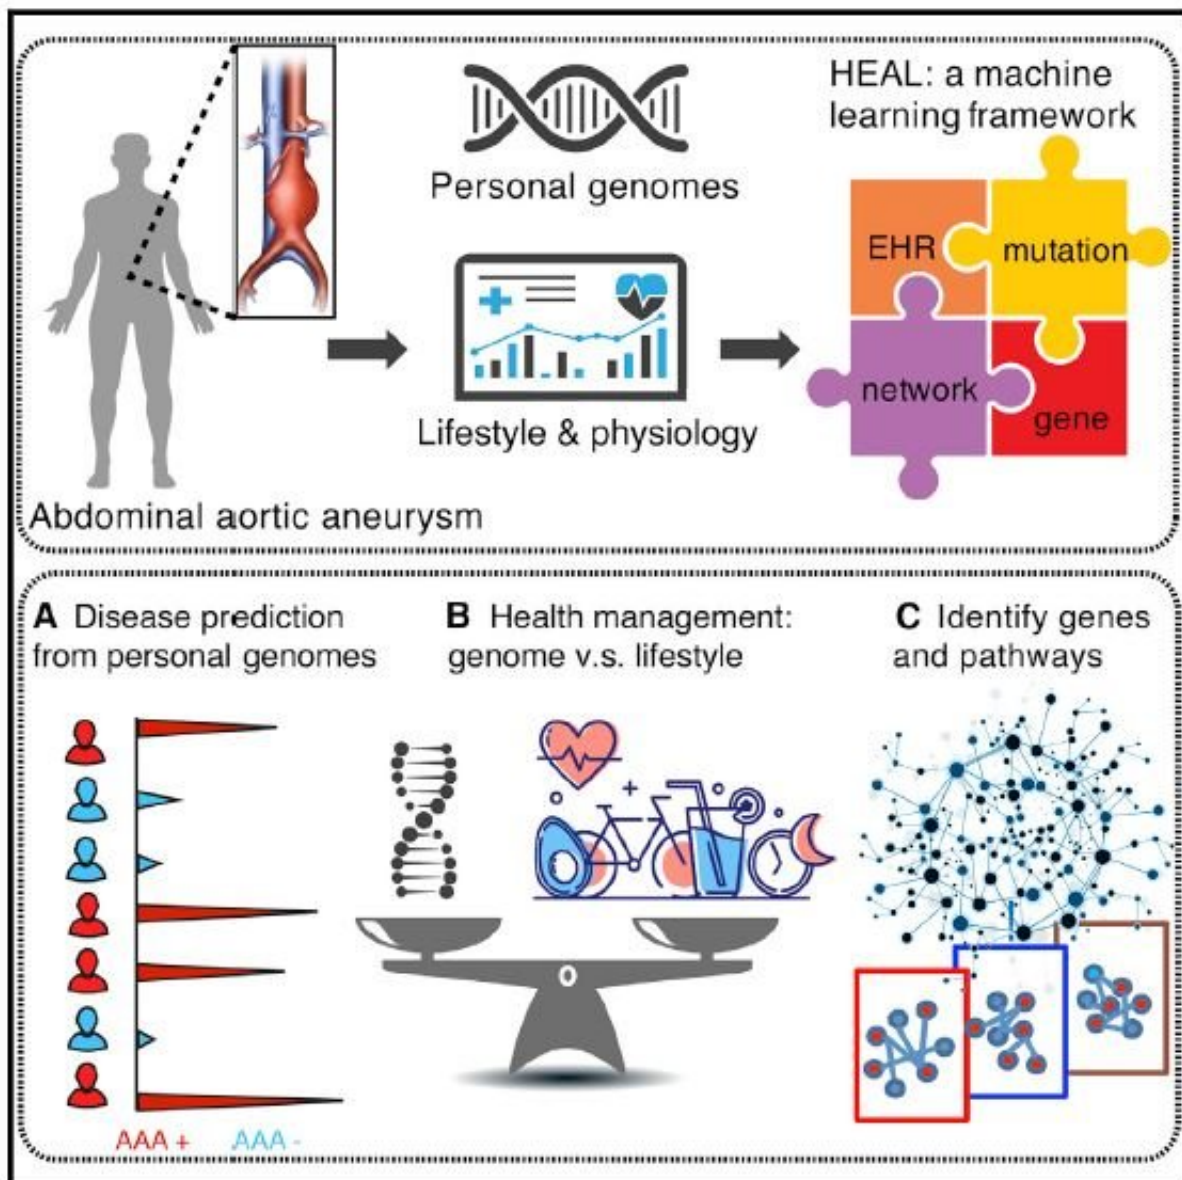 HEAL: a machine
learning framework
Personal genomes
EHR
mutation
network
gene
Lifestyle & physiology
Abdominal aortic aneurysm
A Disease prediction
from personal genomes
B Health management:
genome v.s. lifestyle
C Identify genes
and pathways
AAA +
AAA -